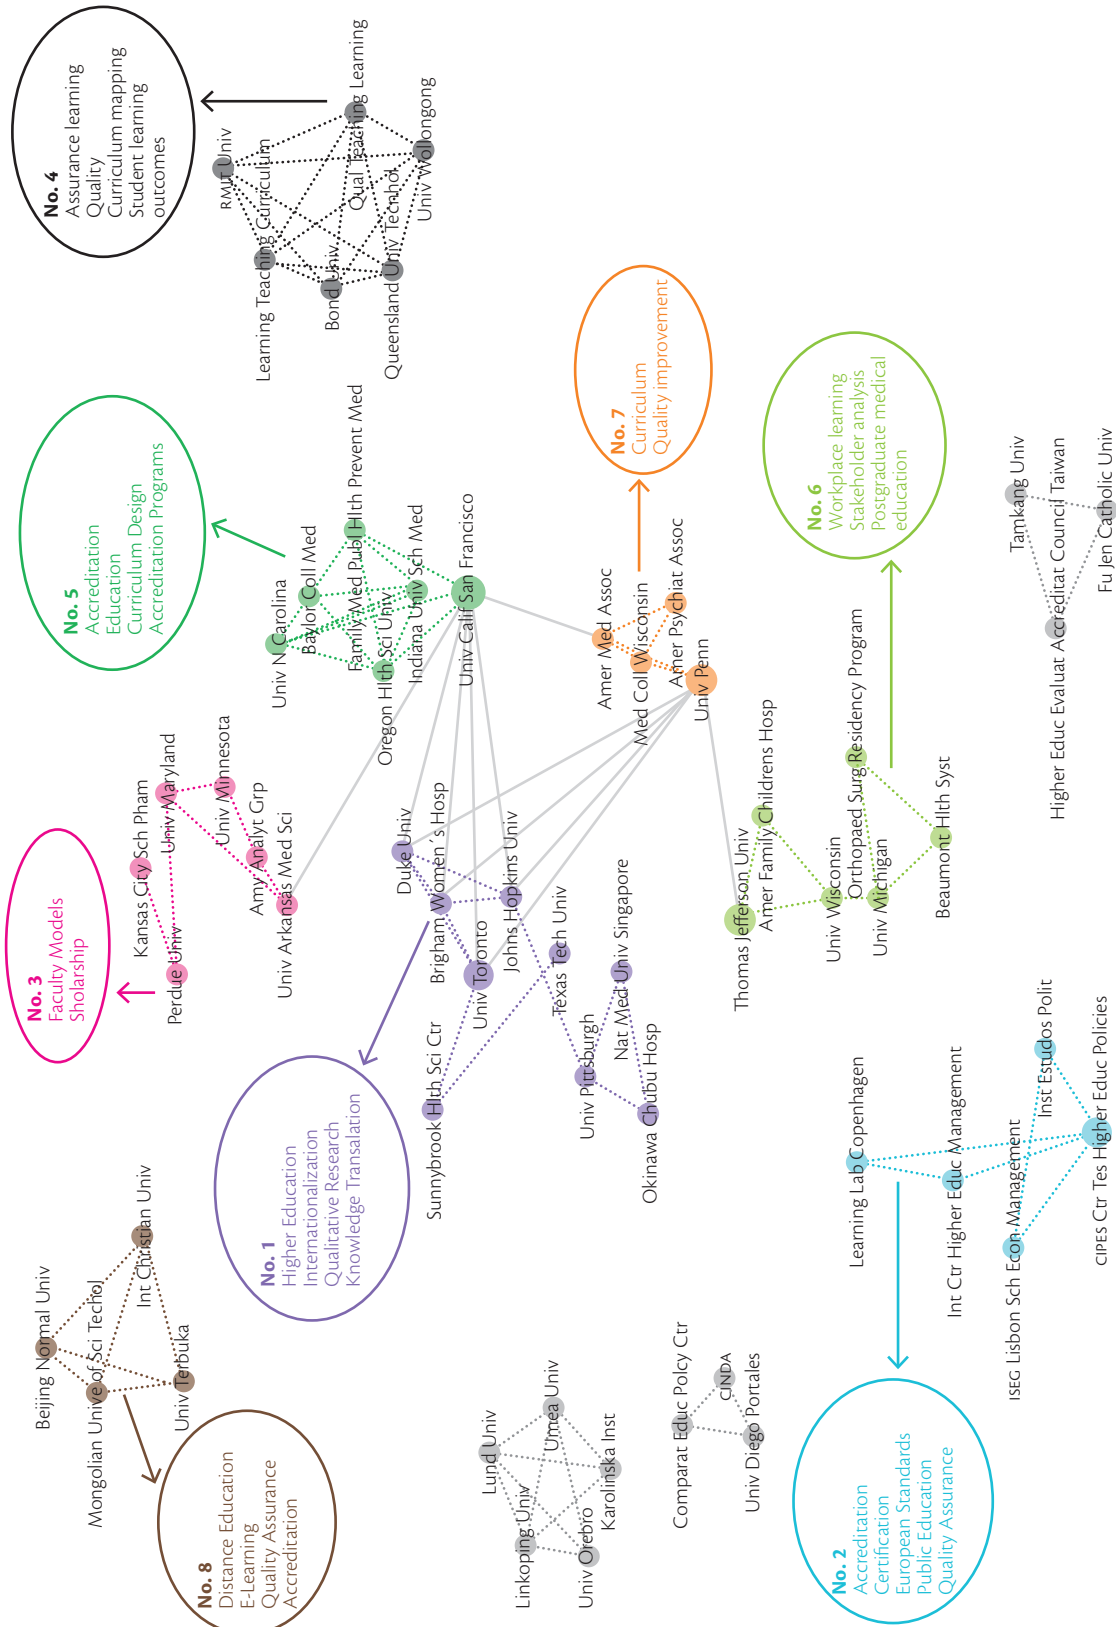 No. 8
Distance Education
E-Learning
Quality Assurance
Accreditation
Beijing Normal Univ
Mongolian Unive of Sci Techol
Int Christian Univ
Univ Terbuka
No. 3
Faculty Models
Sholarship
Kansas City Sch Pham
Perdue Univ
Univ Maryland
Univ Minnesota
Amy Analyt Grp
Univ Arkansas Med Sci
No. 5
Accreditation
Education
Curriculum Design
Accreditation Programs
Univ N Carolina
Baylor Coll Med
Family Med Publ Hlth Prevent Med
Oregon Hlth Sci Univ
Indiana Univ Sch Med
Univ Calif San Francisco
No. 4
Assurance learning
Quality
Curriculum mapping
Student learning
outcomes
RMIT Univ
Learning Teaching Curriculum
Bond Univ
Qual Teaching Learning
Queensland Univ Tecnhol
Univ Wollongong
No. 1
Higher Education
Internationalization
Qualitative Research
Knowledge Transalation
Duke Univ
Brigham Women´s Hosp
Sunnybrook Hlth Sci Ctr
Univ Toronto
Johns Hopkins Univ
Texas Tech Univ
Univ Pittsburgh
Nat Med Univ Singapore
Okinawa Chubu Hosp
Lund Univ
Linkoping Univ
Umea Univ
Univ Orebro
Karolinska Inst
Comparat Educ Polcy Ctr
CINDA
Univ Diego Portales
No. 7
Curriculum
Quality improvement
Amer Med Assoc
Med Coll Wisconsin
Amer Psychiat Assoc
Univ Penn
No. 6
Workplace learning
Stakeholder analysis
Postgraduate medical
education
Thomas Jefferson Univ
Amer Family Childrens Hosp
Univ Wisconsin
Orthopaed Surg Residency Program
Univ Michigan
Beaumont Hlth Syst
No. 2
Accreditation
Certification
European Standards
Public Education
Quality Assurance
Learning Lab Copenhagen
Int Ctr Higher Educ Management
ISEG Lisbon Sch Econ Management
Inst Estudos Polit
CIPES Ctr Tes Higher Educ Policies
Tamkang Univ
Higher Educ Evaluat Accreditat Council Taiwan
Fu Jen Catholic Univ